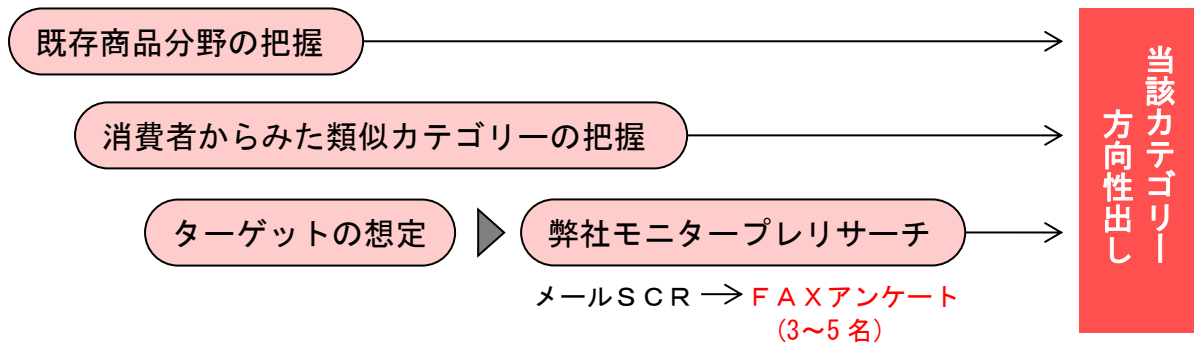 既存商品分野の把握
消費者からみた類似カテゴリーの把握
ターゲットの想定
弊社モニタープレリサーチ
メールＳＣＲ
ＦＡＸアンケート
(3～5 名)
当該カテゴリー
方向性出し